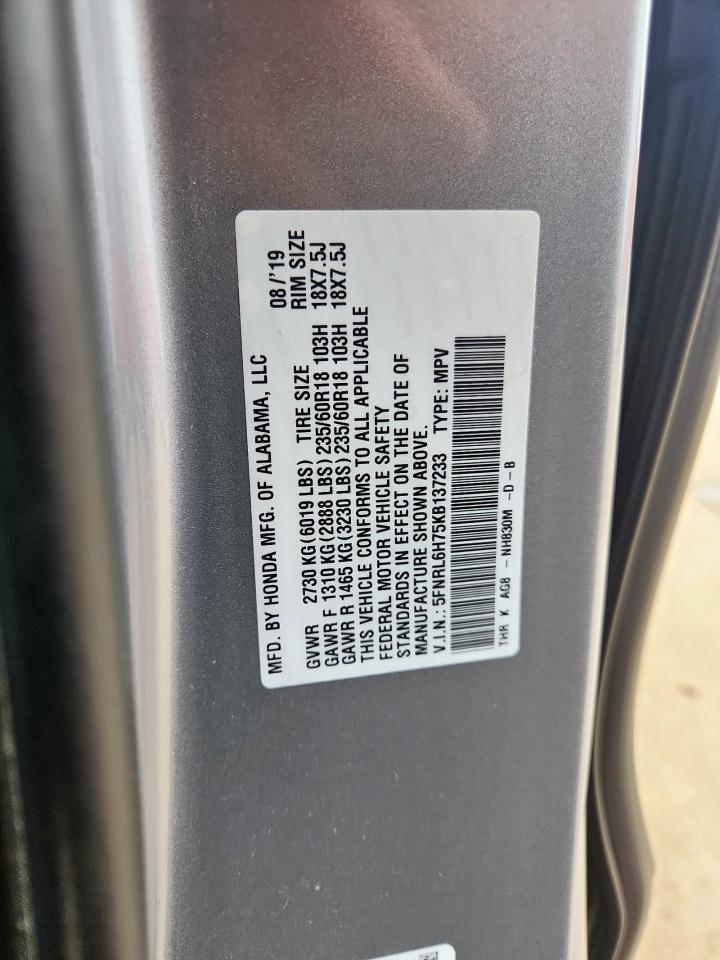 MFD. BY HONDA MFG. OF ALABAMA, LLC 08/'19
GVWR 2730 KG(6019 LBS) TIRE SIZE RIM SIZE
GAWR F 1310 KG(2888 LBS) 235/60R18 103H 18X7.5J
GAWR R 1465 KG(3230 LBS) 235/60R18 103H 18X7.5J
THIS VEHICLE CONFORMS TO ALL APPLICABLE
FEDERAL MOTOR VEHICLE SAFETY
STANDARDS IN EFFECT ON THE DATE OF
MANUFACTURE SHOWN ABOVE.
V.I.N.: 5FNRL6H75KB137233 TYPE: MPV
THR K AG8 - NH830M -D-B